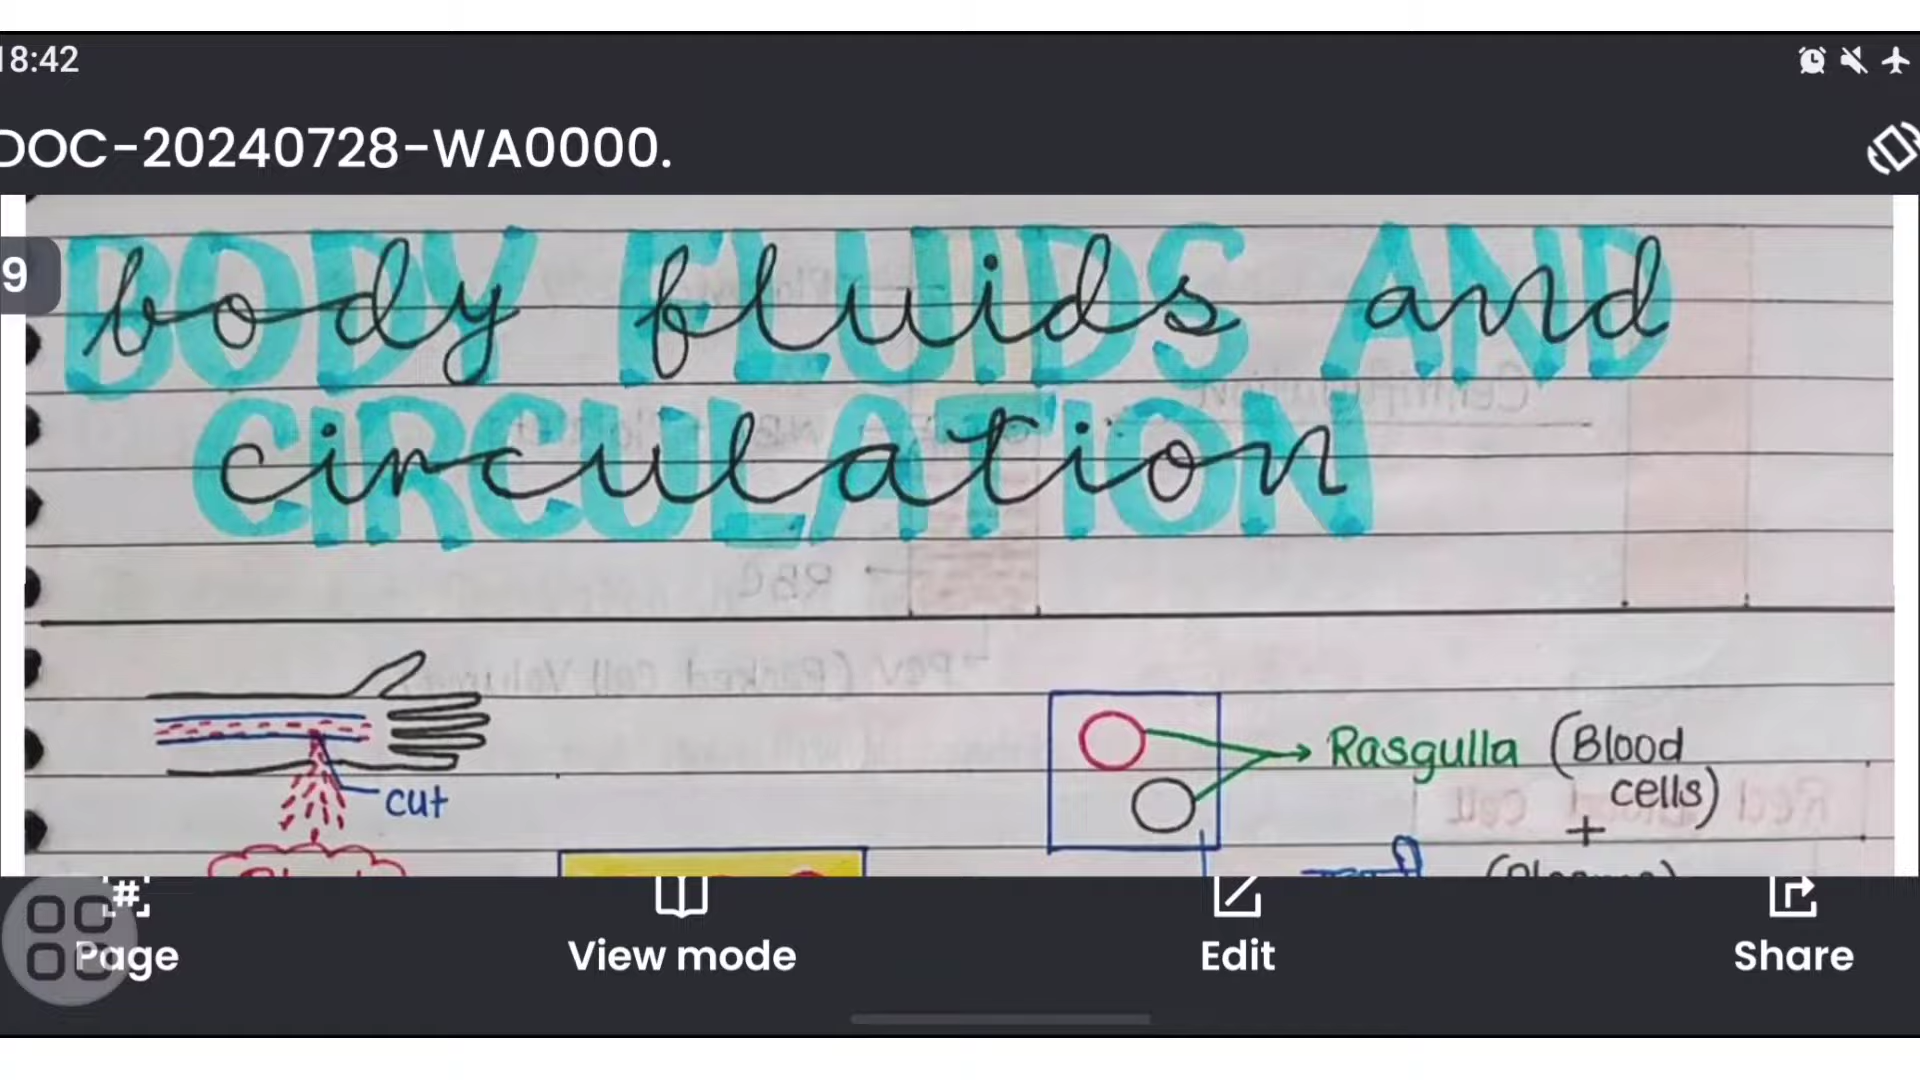 18:42
DOC-20240728-WA0000.
9
BODY FLUIDS AND
body fluids and
CIRCULATION
circulation
cut
Rasgulla (Blood
cells)
+
Page
View mode
Edit
Share